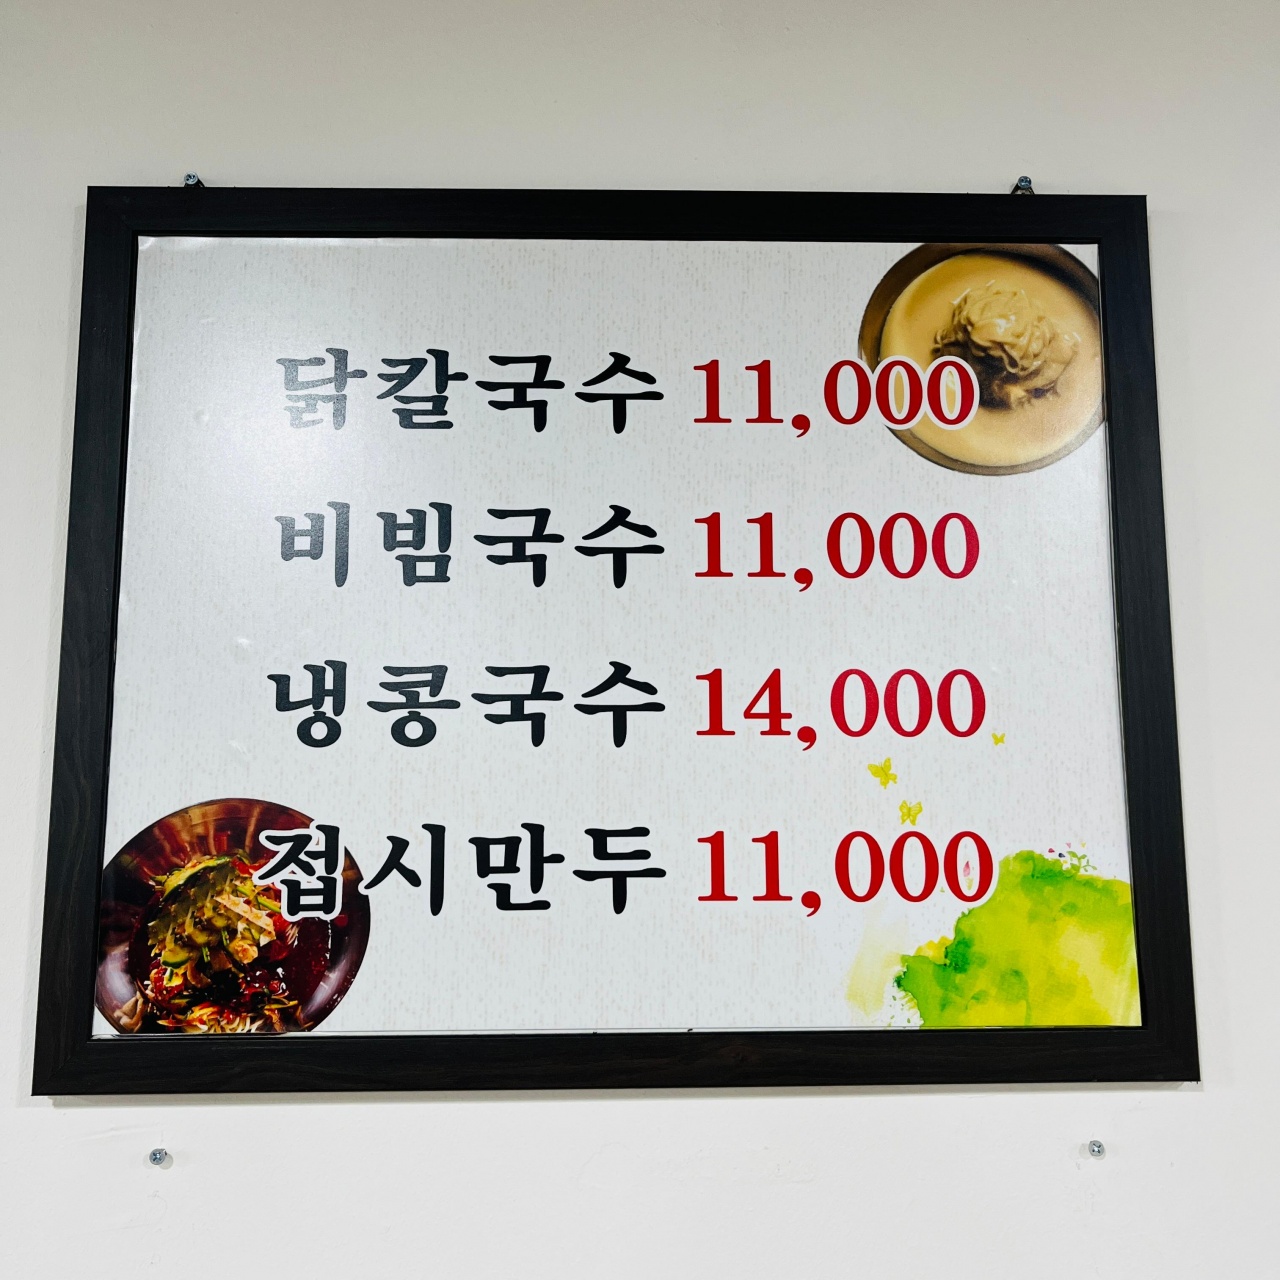 닭칼국수 11,000
비빔국수 11,000
냉콩국수 14,000
접시만두 11,000